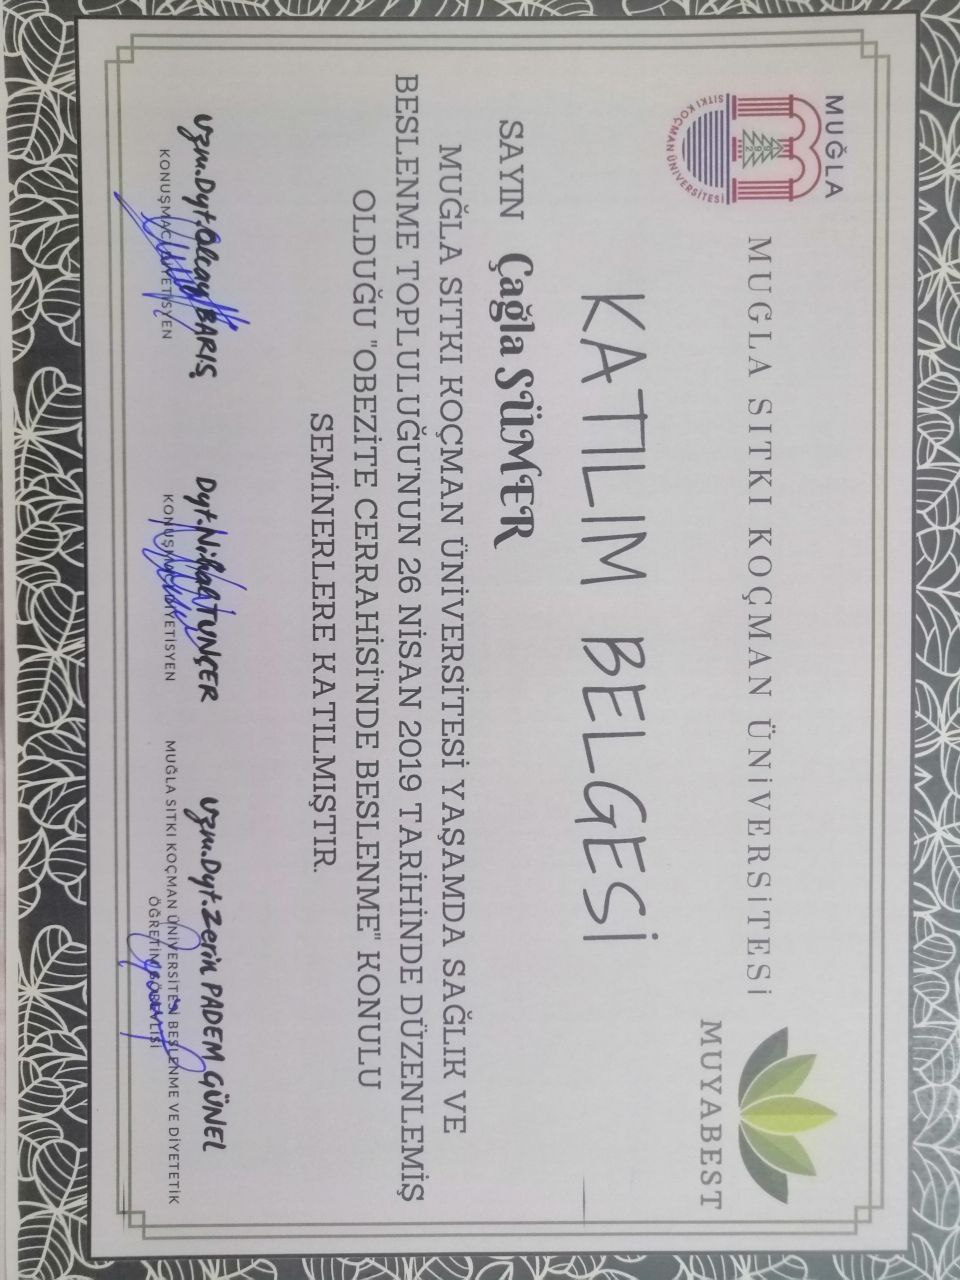 MUĞLA
1992
SITKI KOÇMAN ÜNİVERSİTESİ
MUGLA SITKI KOÇMAN ÜNİVERSİTESİ
MUYABEST
KATILIM BELGESİ
SAYIN Çağla SÜMER
MUĞLA SITKI KOÇMAN ÜNİVERSİTESİ YAŞAMDA SAĞLIK VE
BESLENME TOPLULUĞU'NUN 26 NİSAN 2019 TARİHİNDE DÜZENLEMİŞ
OLDUĞU "OBEZİTE CERRAHİSİ'NDE BESLENME" KONULU
SEMİNERLERE KATILMIŞTIR.
Uzm.Dyt.Olcay BARIŞ
KONUŞMACI DİYETİSYEN
Dyt.Nihal TUNÇER
KONUŞMACI DİYETİSYEN
Uzm.Dyt.Zerin PADEM GÜNEL
MUĞLA SITKI KOÇMAN ÜNİVERSİTESİ BESLENME VE DİYETETİK
ÖĞRETİM GÖREVLİSİ